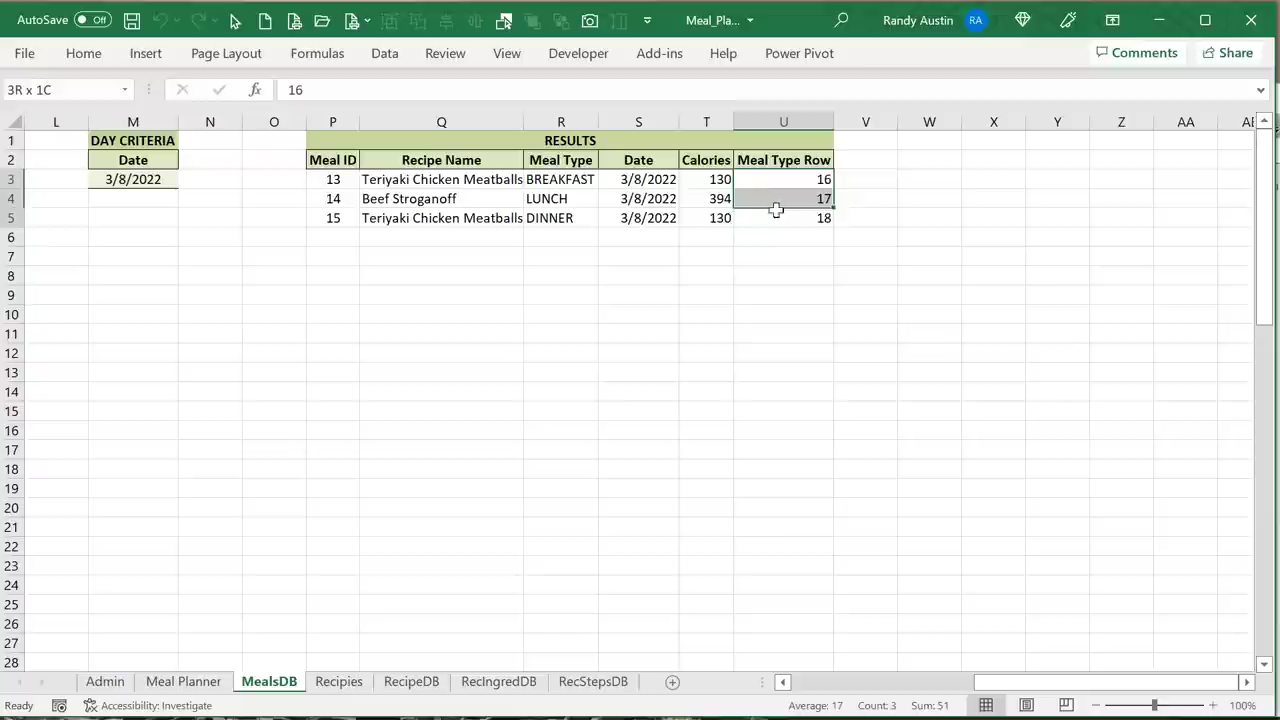 AutoSave Off Meal_Pla... Randy Austin RA
File Home Insert Page Layout Formulas Data Review View Developer Add-ins Help Power Pivot Comments Share
3R x 1C fx 16
L M N O P Q R S T U V W X Y Z AA
1 DAY CRITERIA RESULTS
2 Date Meal ID Recipe Name Meal Type Date Calories Meal Type Row
3 3/8/2022 13 Teriyaki Chicken Meatballs BREAKFAST 3/8/2022 130 16
4 14 Beef Stroganoff LUNCH 3/8/2022 394 17
5 15 Teriyaki Chicken Meatballs DINNER 3/8/2022 130 18
6
7
8
9
10
11
12
13
14
15
16
17
18
19
20
21
22
23
24
25
26
27
28
Admin Meal Planner MealsDB Recipies RecipeDB RecIngredDB RecStepsDB
Ready Accessibility: Investigate Average: 17 Count: 3 Sum: 51 100%